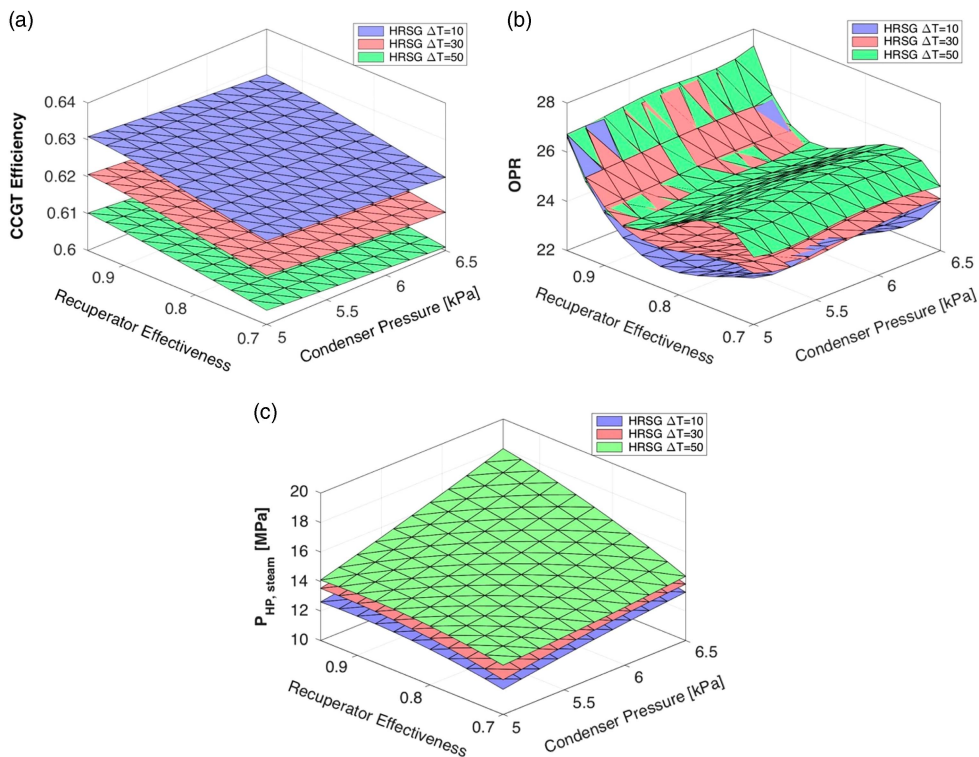 (a)
HRSG ΔT=10
HRSG ΔT=30
HRSG ΔT=50
CCGT Efficiency
0.64
0.63
0.62
0.61
0.6
0.9
0.8
0.7
Recuperator Effectiveness
5
5.5
6
6.5
Condenser Pressure [kPa]
(b)
HRSG ΔT=10
HRSG ΔT=30
HRSG ΔT=50
OPR
28
26
24
22
0.9
0.8
0.7
Recuperator Effectiveness
5
5.5
6
6.5
Condenser Pressure [kPa]
(c)
HRSG ΔT=10
HRSG ΔT=30
HRSG ΔT=50
P_HP, steam [MPa]
20
18
16
14
12
10
0.9
0.8
0.7
Recuperator Effectiveness
5
5.5
6
6.5
Condenser Pressure [kPa]